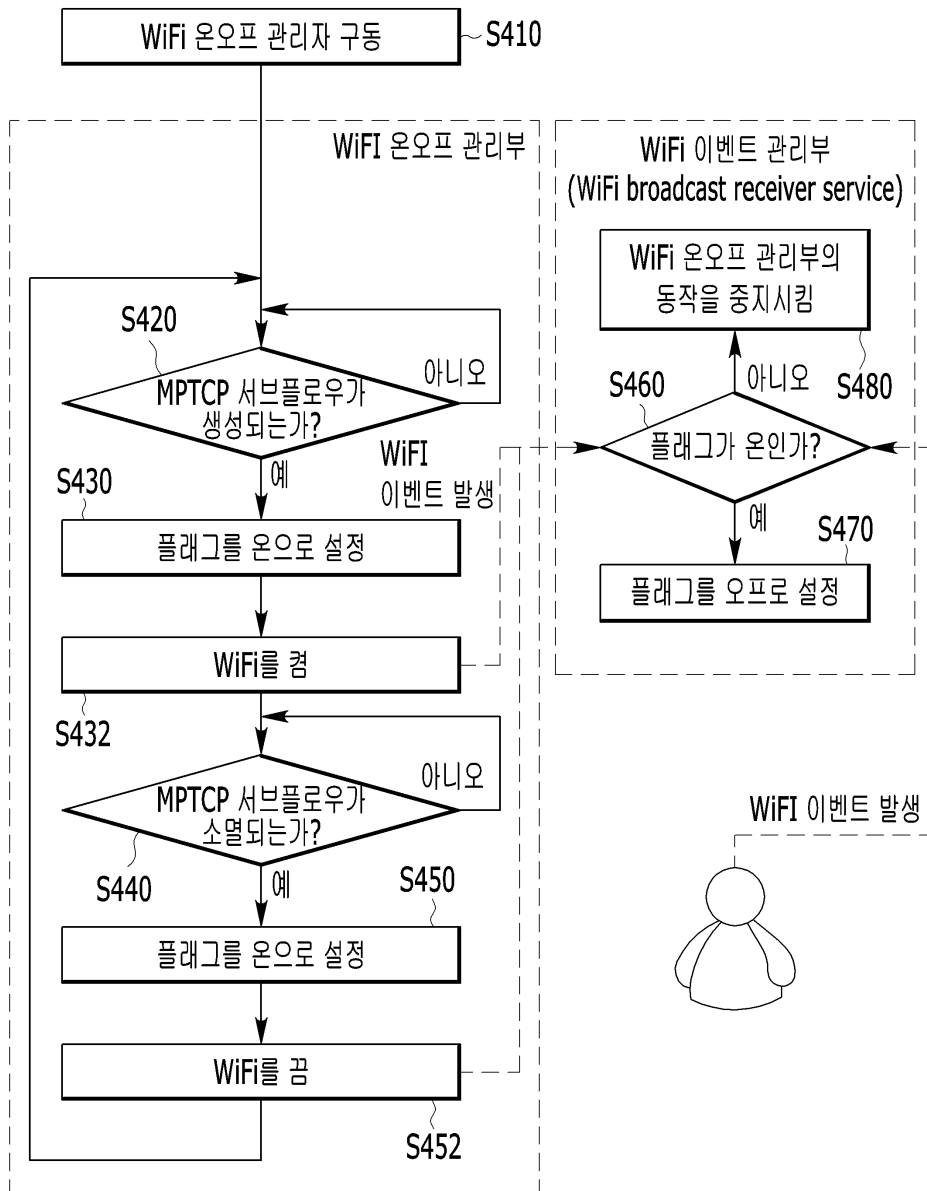 WiFi 온오프 관리자 구동
S410
WiFI 온오프 관리부
S420
MPTCP 서브플로우가
생성되는가?
아니오
예
WiFI
이벤트 발생
S430
플래그를 온으로 설정
WiFi를 켬
S432
MPTCP 서브플로우가
소멸되는가?
아니오
S440
예
S450
플래그를 온으로 설정
WiFi를 끔
S452
WiFi 이벤트 관리부
(WiFi broadcast receiver service)
WiFi 온오프 관리부의
동작을 중지시킴
S480
아니오
S460
플래그가 온인가?
예
S470
플래그를 오프로 설정
WiFI 이벤트 발생